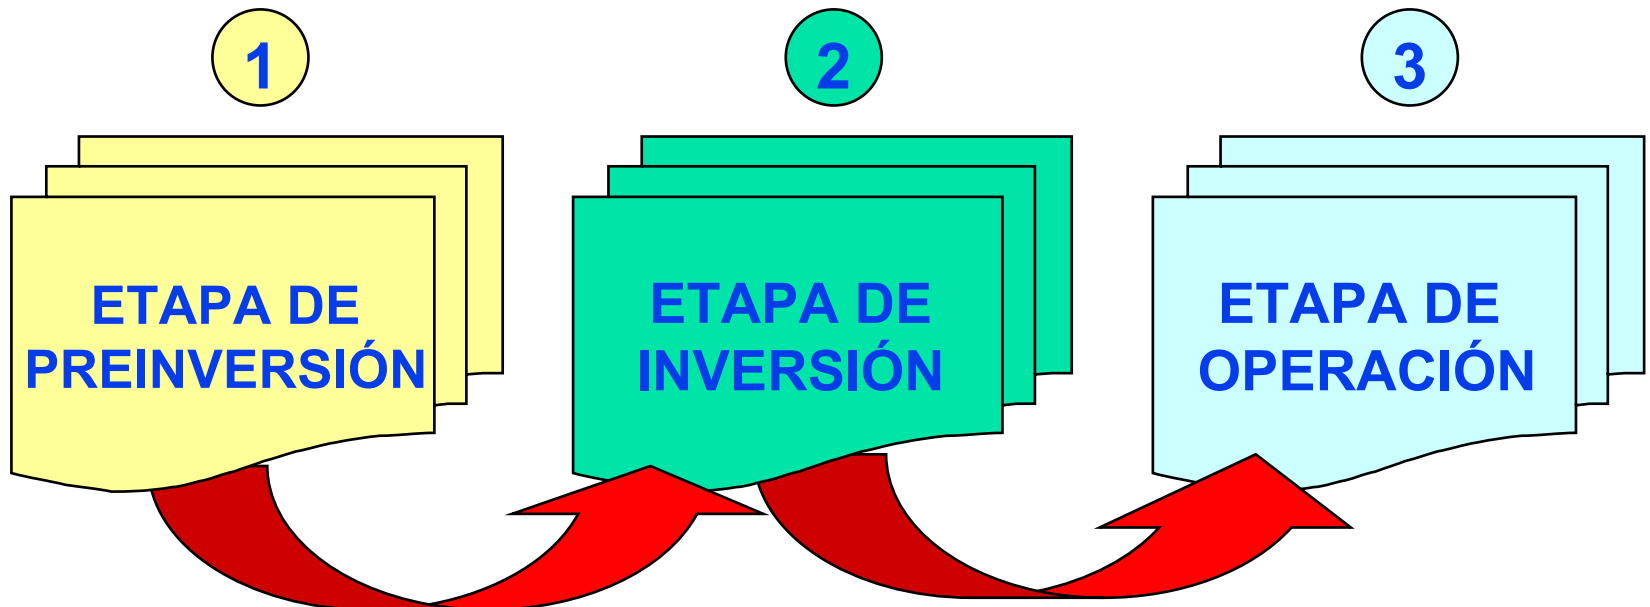 1
2
3
ETAPA DE
PREINVERSIÓN
ETAPA DE
INVERSIÓN
ETAPA DE
OPERACIÓN